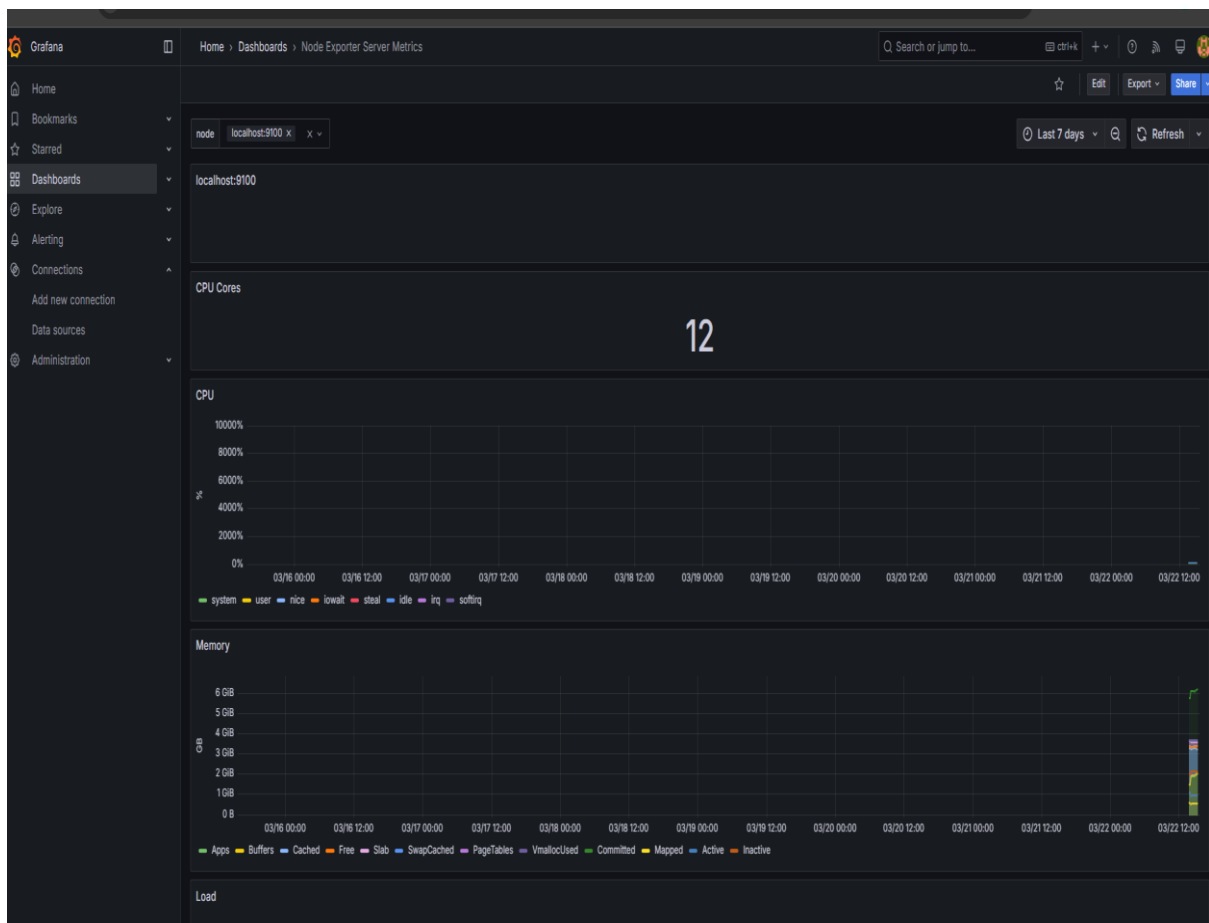 Grafana
Home › Dashboards › Node Exporter Server Metrics
Search or jump to...
ctrl+k
Edit
Export
Share
Home
Bookmarks
Starred
Dashboards
Explore
Alerting
Connections
Add new connection
Data sources
Administration
node localhost:9100
Last 7 days
Refresh
localhost:9100
CPU Cores
12
CPU
10000%
8000%
6000%
4000%
2000%
0%
%
03/16 00:00 03/16 12:00 03/17 00:00 03/17 12:00 03/18 00:00 03/18 12:00 03/19 00:00 03/19 12:00 03/20 00:00 03/20 12:00 03/21 00:00 03/21 12:00 03/22 00:00 03/22 12:00
system user nice iowait steal idle irq softirq
Memory
6 GiB
5 GiB
4 GiB
3 GiB
2 GiB
1 GiB
0 B
GB
03/16 00:00 03/16 12:00 03/17 00:00 03/17 12:00 03/18 00:00 03/18 12:00 03/19 00:00 03/19 12:00 03/20 00:00 03/20 12:00 03/21 00:00 03/21 12:00 03/22 00:00 03/22 12:00
Apps Buffers Cached Free Slab SwapCached PageTables VmallocUsed Committed Mapped Active Inactive
Load